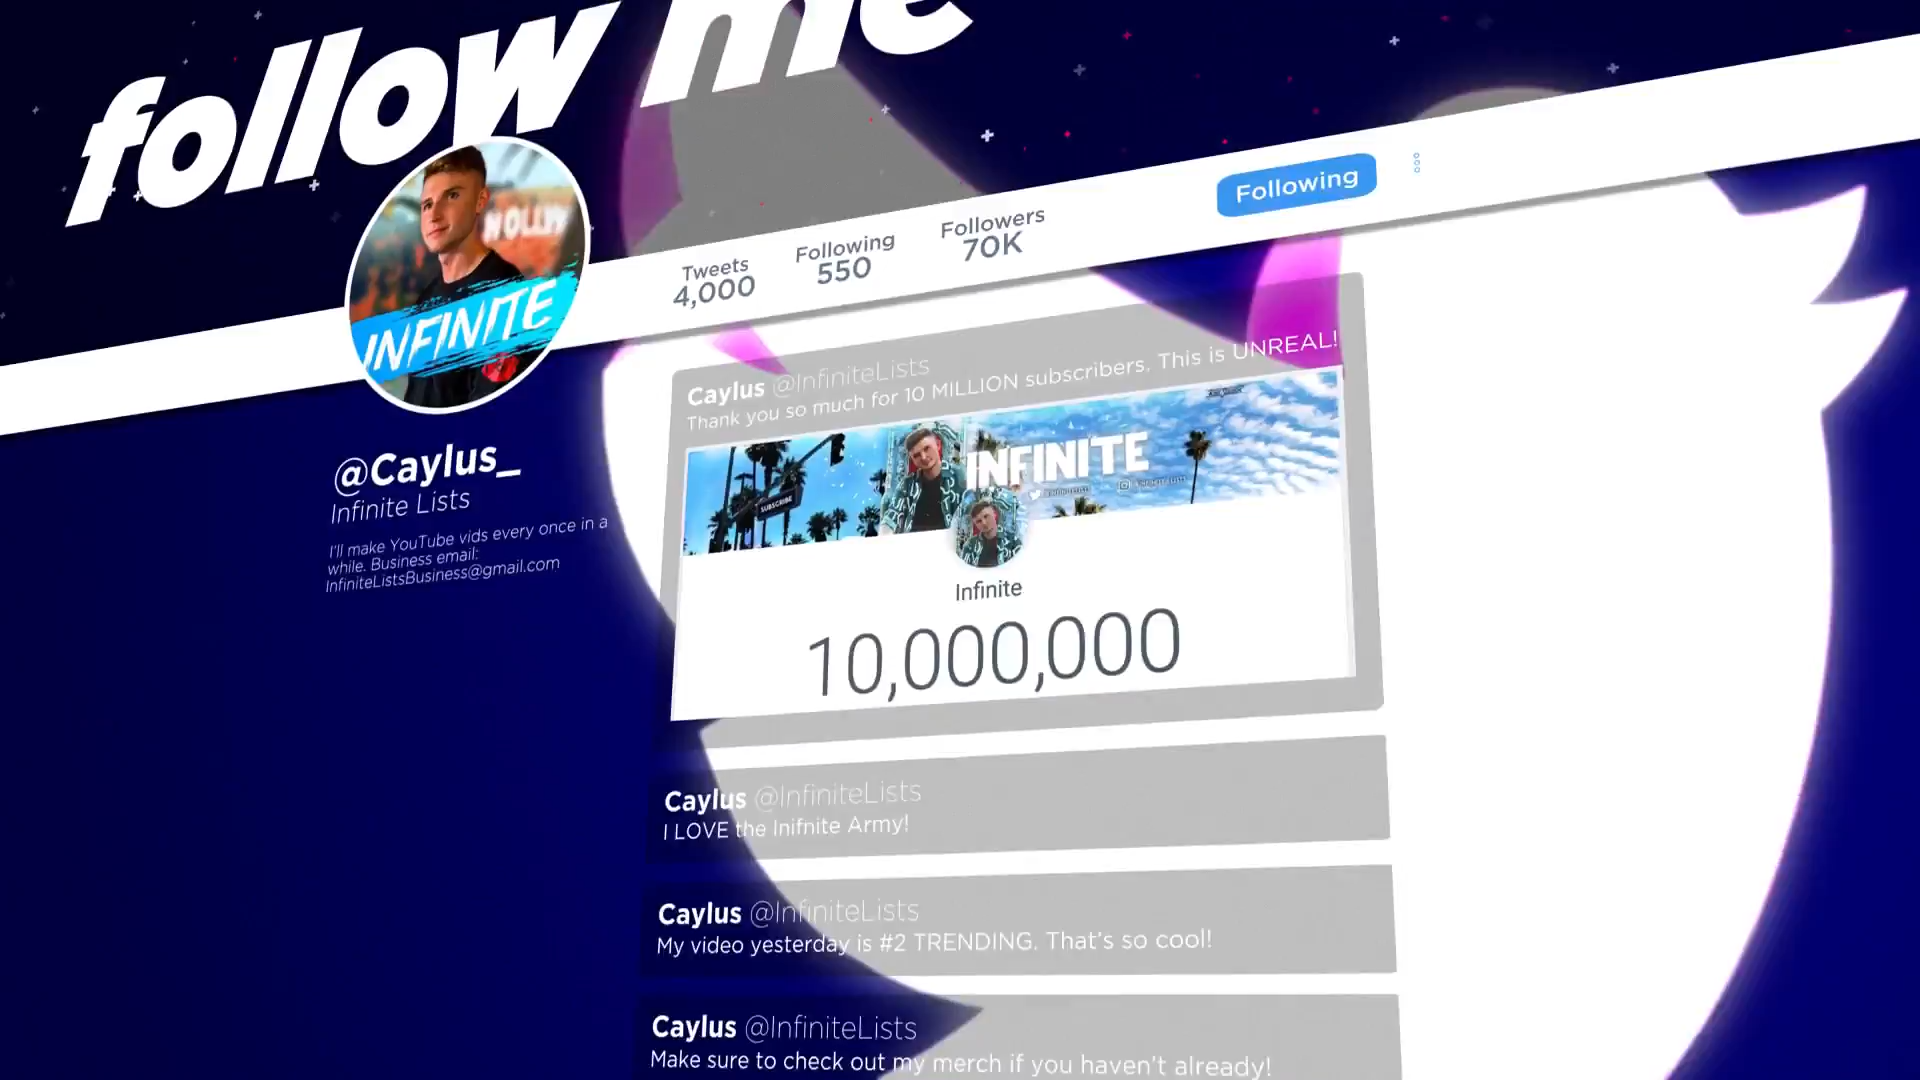 follow me
Following
Tweets
4,000
Following
550
Followers
70K
INFINITE
@Caylus_
Infinite Lists
I'll make YouTube vids every once in a
while. Business email:
InfiniteListsBusiness@gmail.com
Caylus @InfiniteLists
Thank you so much for 10 MILLION subscribers. This is UNREAL!
INFINITE
SUBSCRIBE
Infinite
10,000,000
Caylus @InfiniteLists
I LOVE the Inifnite Army!
Caylus @InfiniteLists
My video yesterday is #2 TRENDING. That's so cool!
Caylus @InfiniteLists
Make sure to check out my merch if you haven't already!